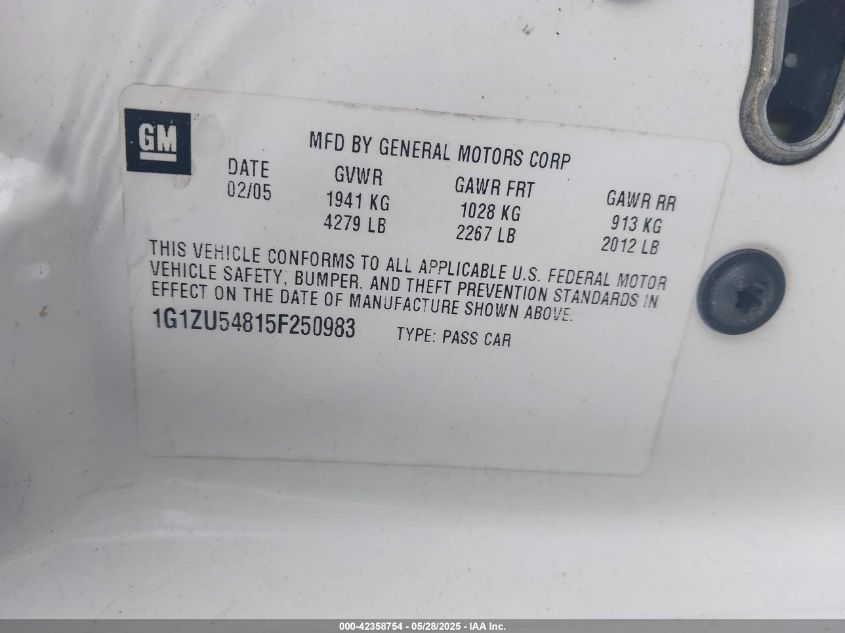 GM
MFD BY GENERAL MOTORS CORP
DATE GVWR GAWR FRT GAWR RR
02/05 1941 KG 1028 KG 913 KG
4279 LB 2267 LB 2012 LB
THIS VEHICLE CONFORMS TO ALL APPLICABLE U.S. FEDERAL MOTOR
VEHICLE SAFETY, BUMPER, AND THEFT PREVENTION STANDARDS IN
EFFECT ON THE DATE OF MANUFACTURE SHOWN ABOVE.
1G1ZU54815F250983 TYPE: PASS CAR
000-42358754 - 05/28/2025 - IAA Inc.